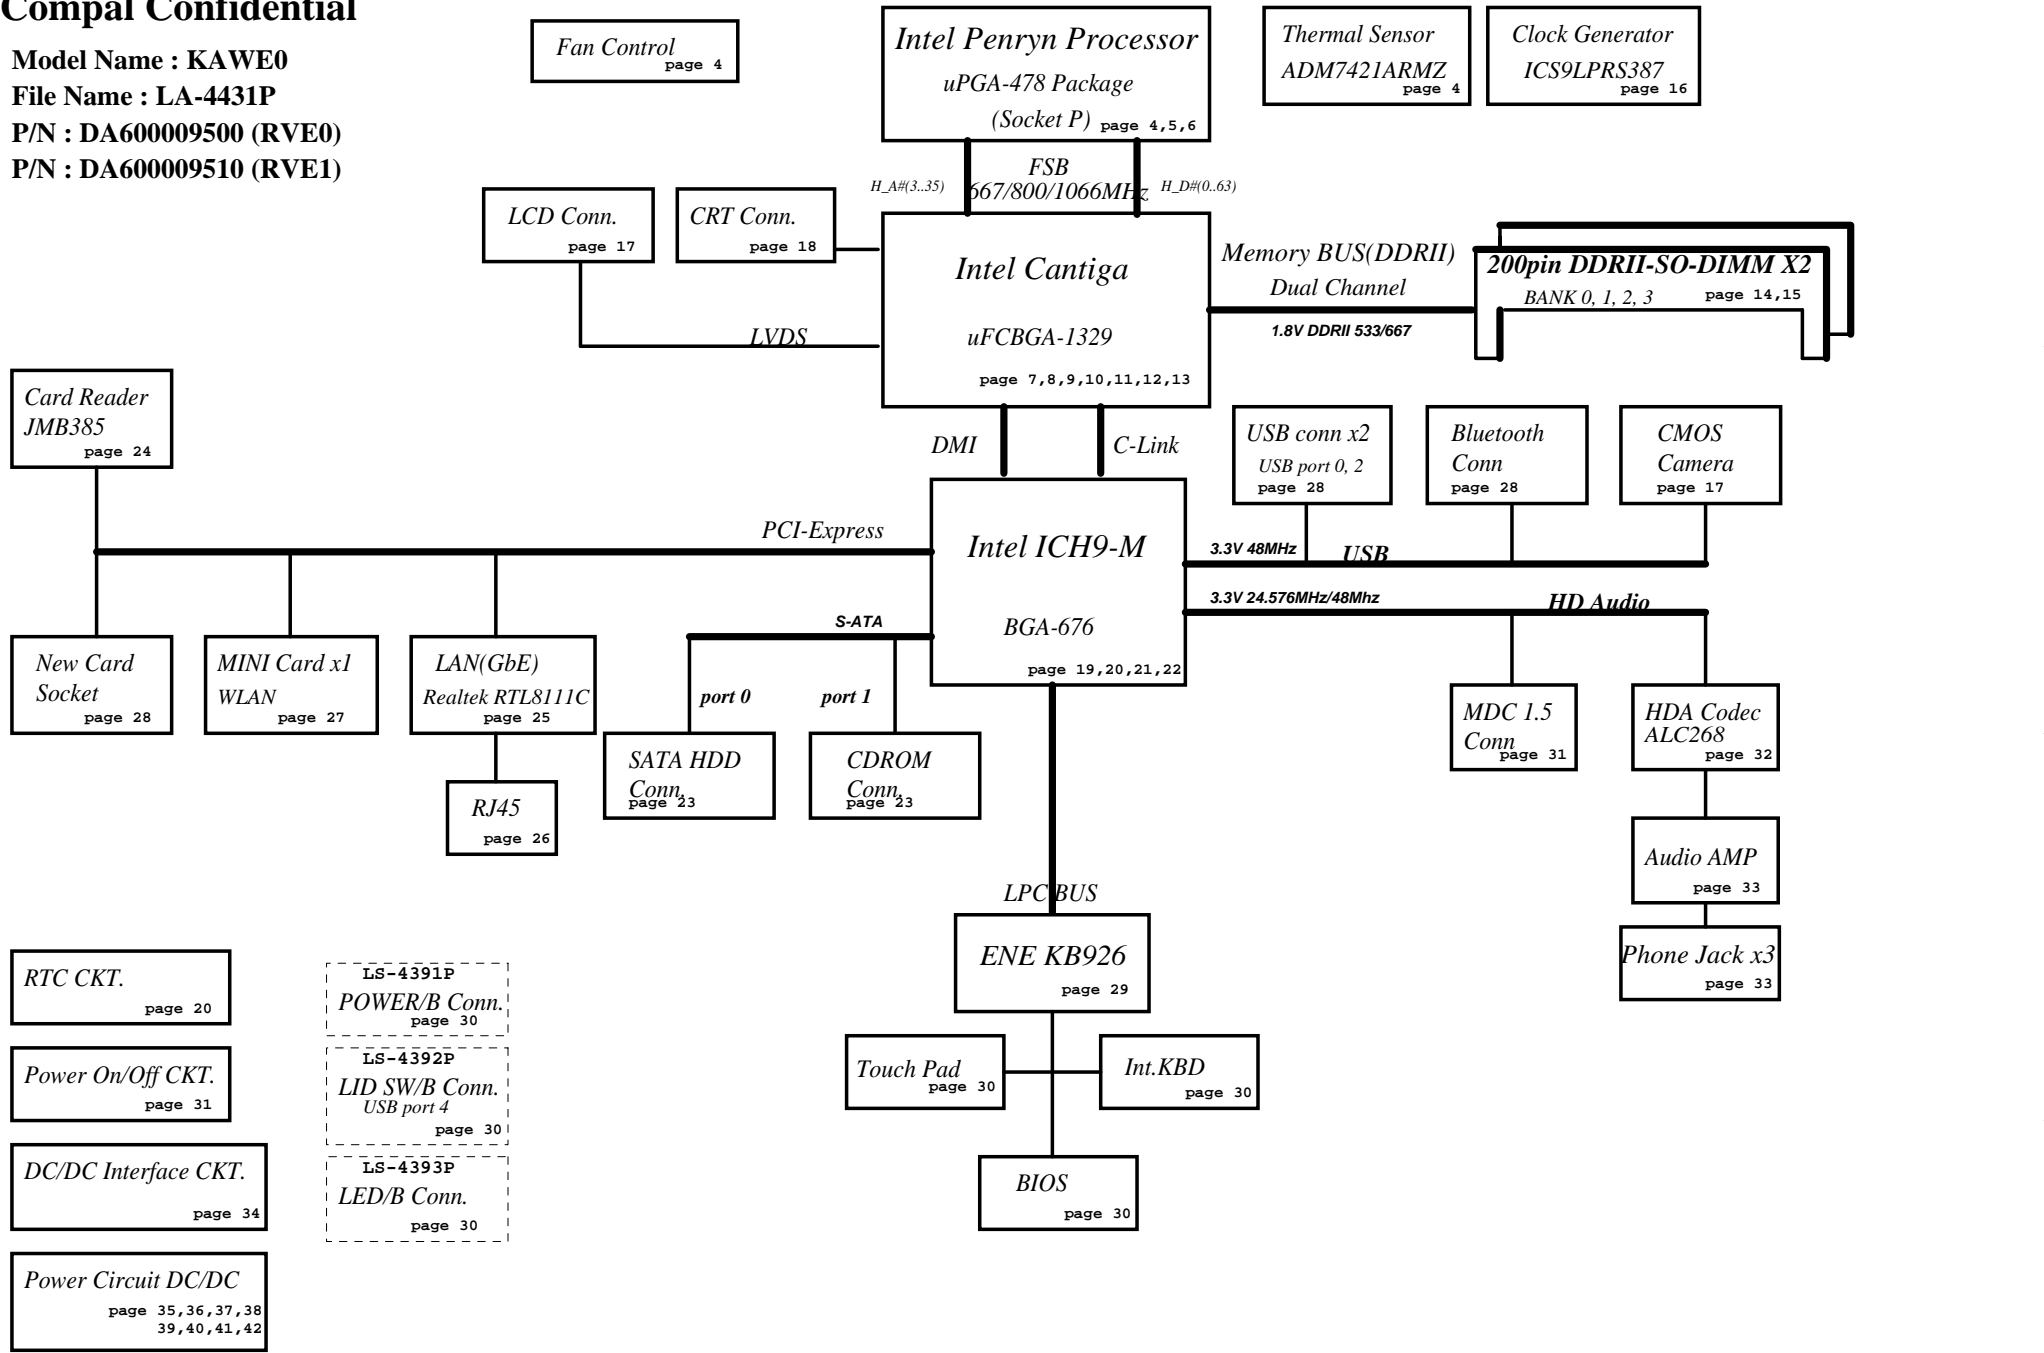 Compal Confidential
Model Name : KAWE0
File Name : LA-4431P
P/N : DA600009500 (RVE0)
P/N : DA600009510 (RVE1)
Fan Control
page 4
Intel Penryn Processor
uPGA-478 Package
(Socket P)
page 4,5,6
Thermal Sensor
ADM7421ARMZ
page 4
Clock Generator
ICS9LPRS387
page 16
H_A#(3..35)
FSB
667/800/1066MHz
H_D#(0..63)
LCD Conn.
page 17
CRT Conn.
page 18
LVDS
Intel Cantiga
uFCBGA-1329
page 7,8,9,10,11,12,13
Memory BUS(DDRII)
Dual Channel
1.8V DDRII 533/667
200pin DDRII-SO-DIMM X2
BANK 0, 1, 2, 3
page 14,15
Card Reader
JMB385
page 24
DMI
C-Link
USB conn x2
USB port 0, 2
page 28
Bluetooth
Conn
page 28
CMOS
Camera
page 17
PCI-Express
Intel ICH9-M
BGA-676
page 19,20,21,22
3.3V 48MHz
USB
3.3V 24.576MHz/48Mhz
HD Audio
S-ATA
port 0
port 1
New Card
Socket
page 28
MINI Card x1
WLAN
page 27
LAN(GbE)
Realtek RTL8111C
page 25
RJ45
page 26
SATA HDD
Conn.
page 23
CDROM
Conn.
page 23
MDC 1.5
Conn
page 31
HDA Codec
ALC268
page 32
Audio AMP
page 33
Phone Jack x3
page 33
LPC BUS
ENE KB926
page 29
Touch Pad
page 30
Int.KBD
page 30
BIOS
page 30
RTC CKT.
page 20
Power On/Off CKT.
page 31
DC/DC Interface CKT.
page 34
Power Circuit DC/DC
page 35,36,37,38
39,40,41,42
LS-4391P
POWER/B Conn.
page 30
LS-4392P
LID SW/B Conn.
USB port 4
page 30
LS-4393P
LED/B Conn.
page 30